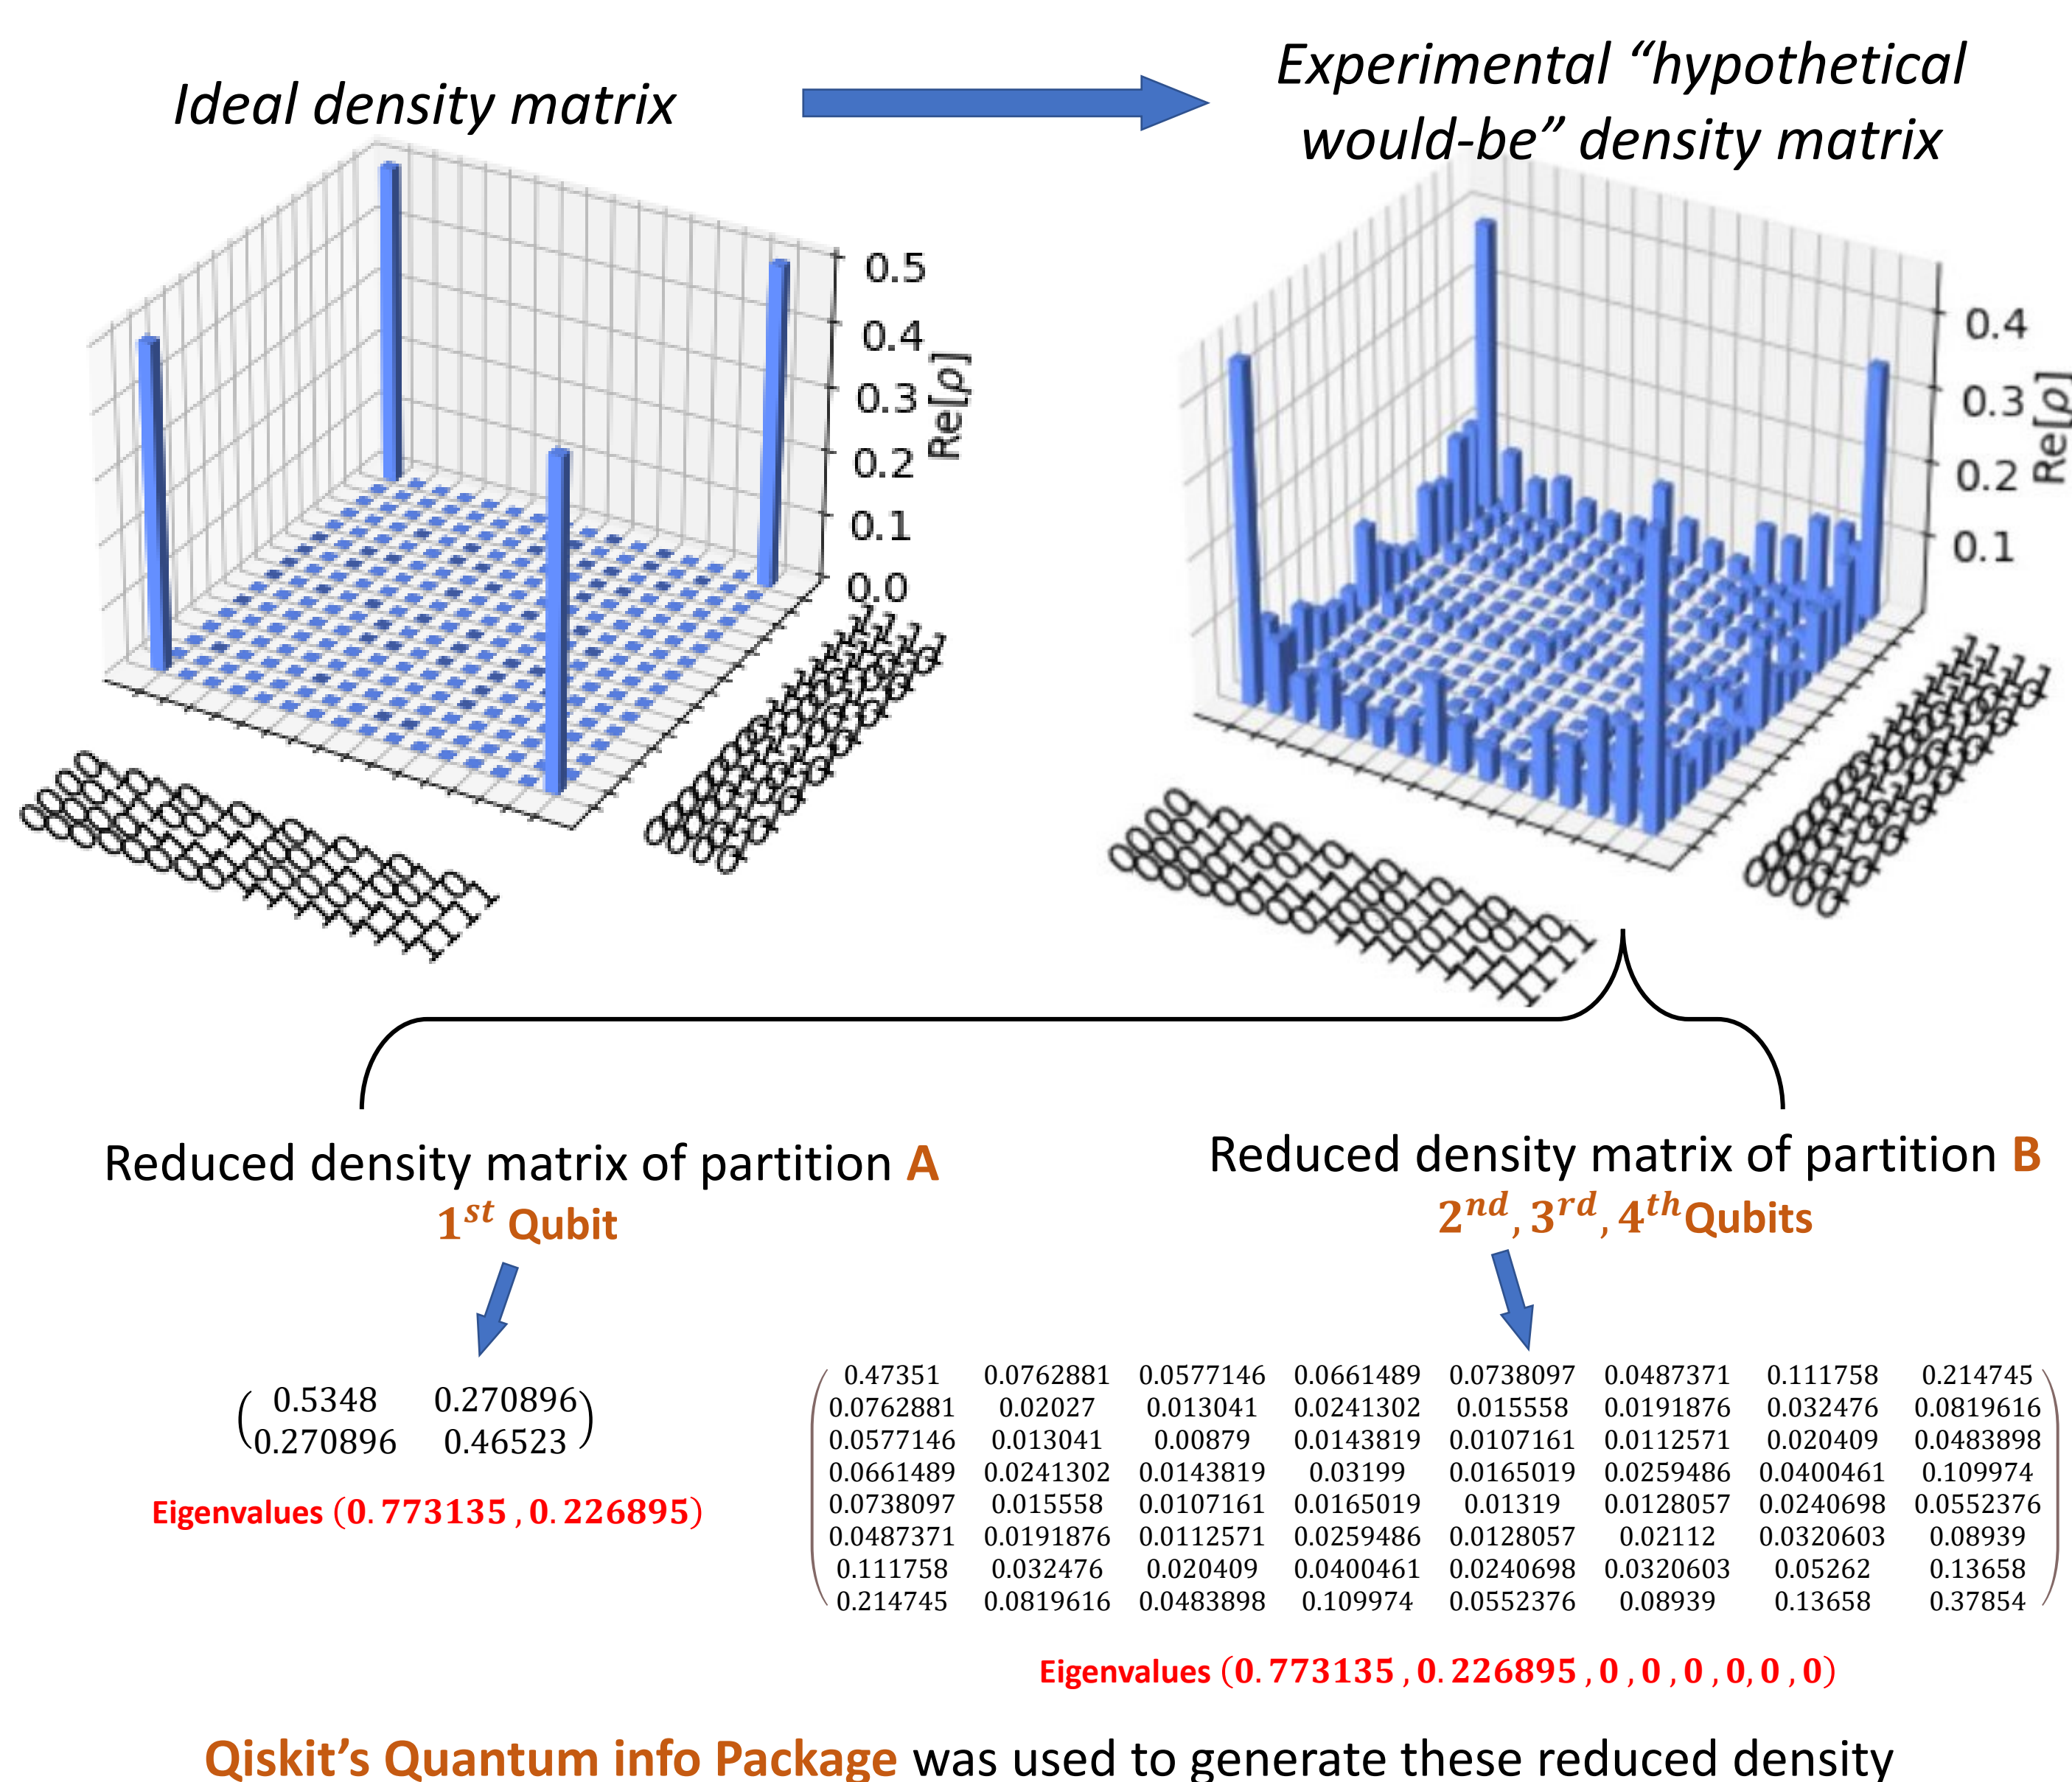 Ideal density matrix
Experimental “hypothetical
would-be” density matrix
0.5
0.4
0.3
0.2
0.1
0.0
Re[ρ]
0.4
0.3
0.2
0.1
Re[ρ]
Reduced density matrix of partition A
1st Qubit
Reduced density matrix of partition B
2nd, 3rd, 4thQubits
0.5348 0.270896
0.270896 0.46523
Eigenvalues (0.773135 , 0.226895)
0.47351 0.0762881 0.0577146 0.0661489 0.0738097 0.0487371 0.111758 0.214745
0.0762881 0.02027 0.013041 0.0241302 0.015558 0.0191876 0.032476 0.0819616
0.0577146 0.013041 0.00879 0.0143819 0.0107161 0.0112571 0.020409 0.0483898
0.0661489 0.0241302 0.0143819 0.03199 0.0165019 0.0259486 0.0400461 0.109974
0.0738097 0.015558 0.0107161 0.0165019 0.01319 0.0128057 0.0240698 0.0552376
0.0487371 0.0191876 0.0112571 0.0259486 0.0128057 0.02112 0.0320603 0.08939
0.111758 0.032476 0.020409 0.0400461 0.0240698 0.0320603 0.05262 0.13658
0.214745 0.0819616 0.0483898 0.109974 0.0552376 0.08939 0.13658 0.37854
Eigenvalues (0.773135 , 0.226895 , 0 , 0 , 0 , 0, 0 , 0)
Qiskit’s Quantum info Package was used to generate these reduced density